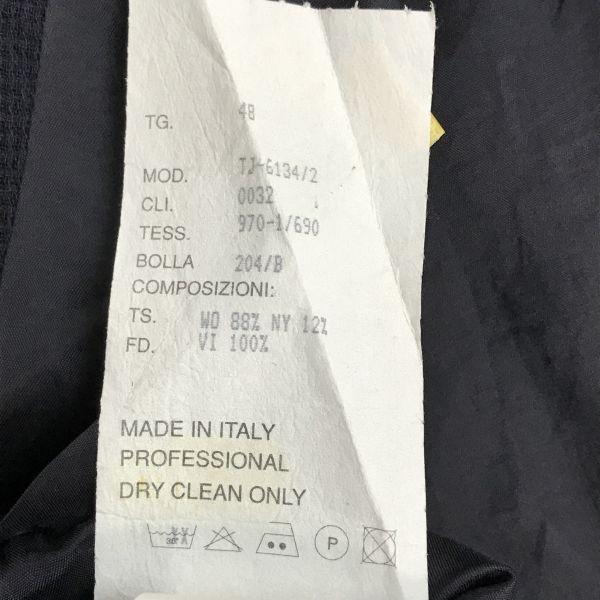 TG. 48
MOD. TJ-6134/2
CLI. 0032
TESS. 970-1/690
BOLLA 204/B
COMPOSIZIONI:
TS. WO 88% NY 12%
FD. VI 100%
MADE IN ITALY
PROFESSIONAL
DRY CLEAN ONLY
P